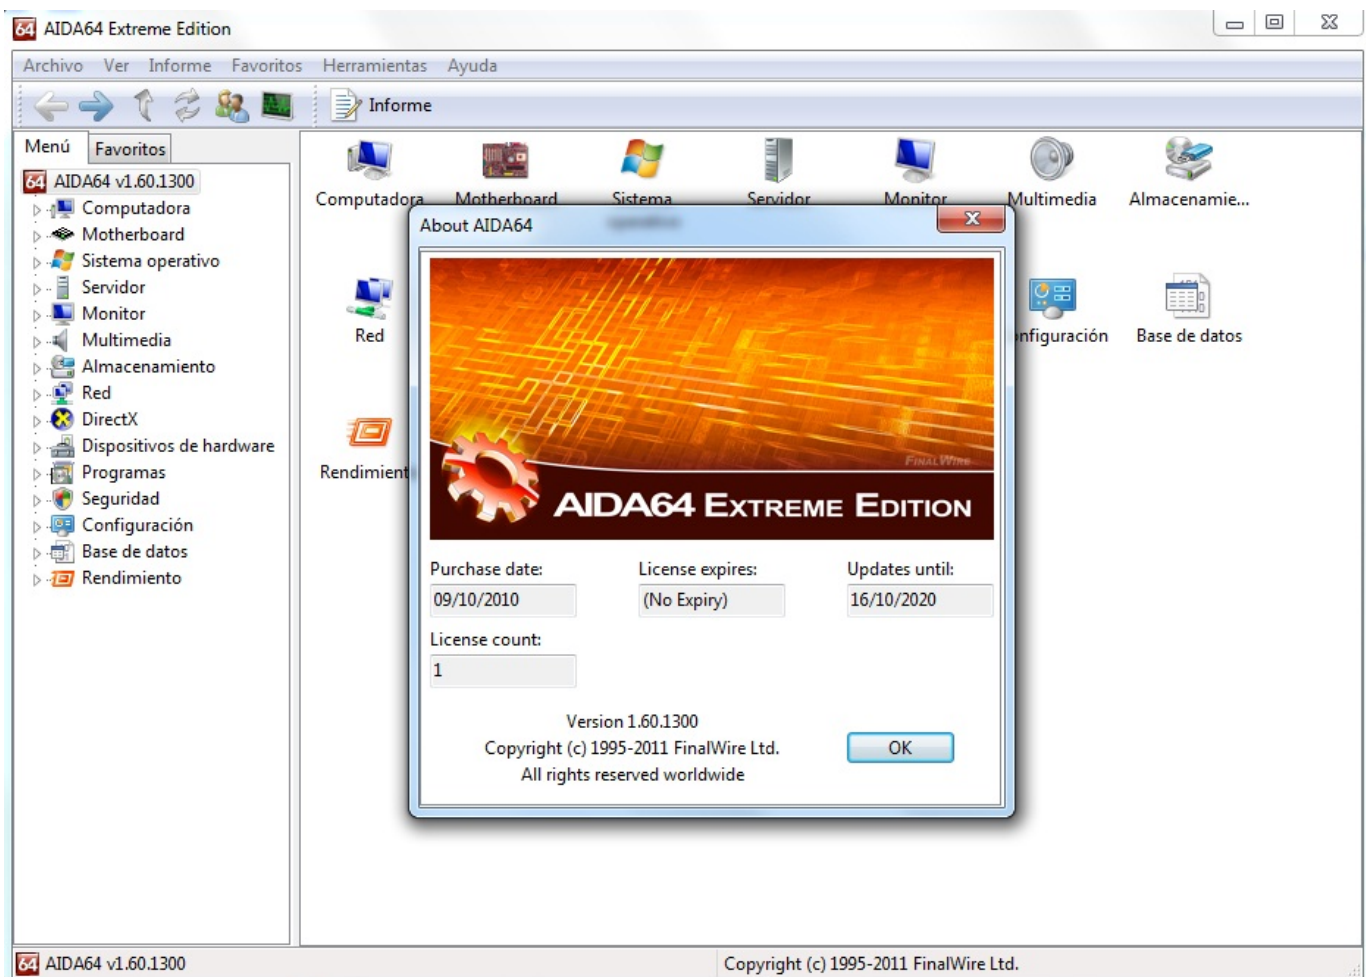 AIDA64 Extreme Edition
Archivo Ver Informe Favoritos Herramientas Ayuda
Informe
Menú Favoritos
AIDA64 v1.60.1300
Computadora
Motherboard
Sistema operativo
Servidor
Monitor
Multimedia
Almacenamiento
Red
DirectX
Dispositivos de hardware
Programas
Seguridad
Configuración
Base de datos
Rendimiento
Computadora Motherboard Sistema Servidor Monitor Multimedia Almacenamie...
Red nfiguración Base de datos
Rendimient
About AIDA64
FINALWIRE
AIDA64 EXTREME EDITION
Purchase date: License expires: Updates until:
09/10/2010 (No Expiry) 16/10/2020
License count:
1
Version 1.60.1300
Copyright (c) 1995-2011 FinalWire Ltd.
All rights reserved worldwide
OK
64 AIDA64 v1.60.1300 Copyright (c) 1995-2011 FinalWire Ltd.